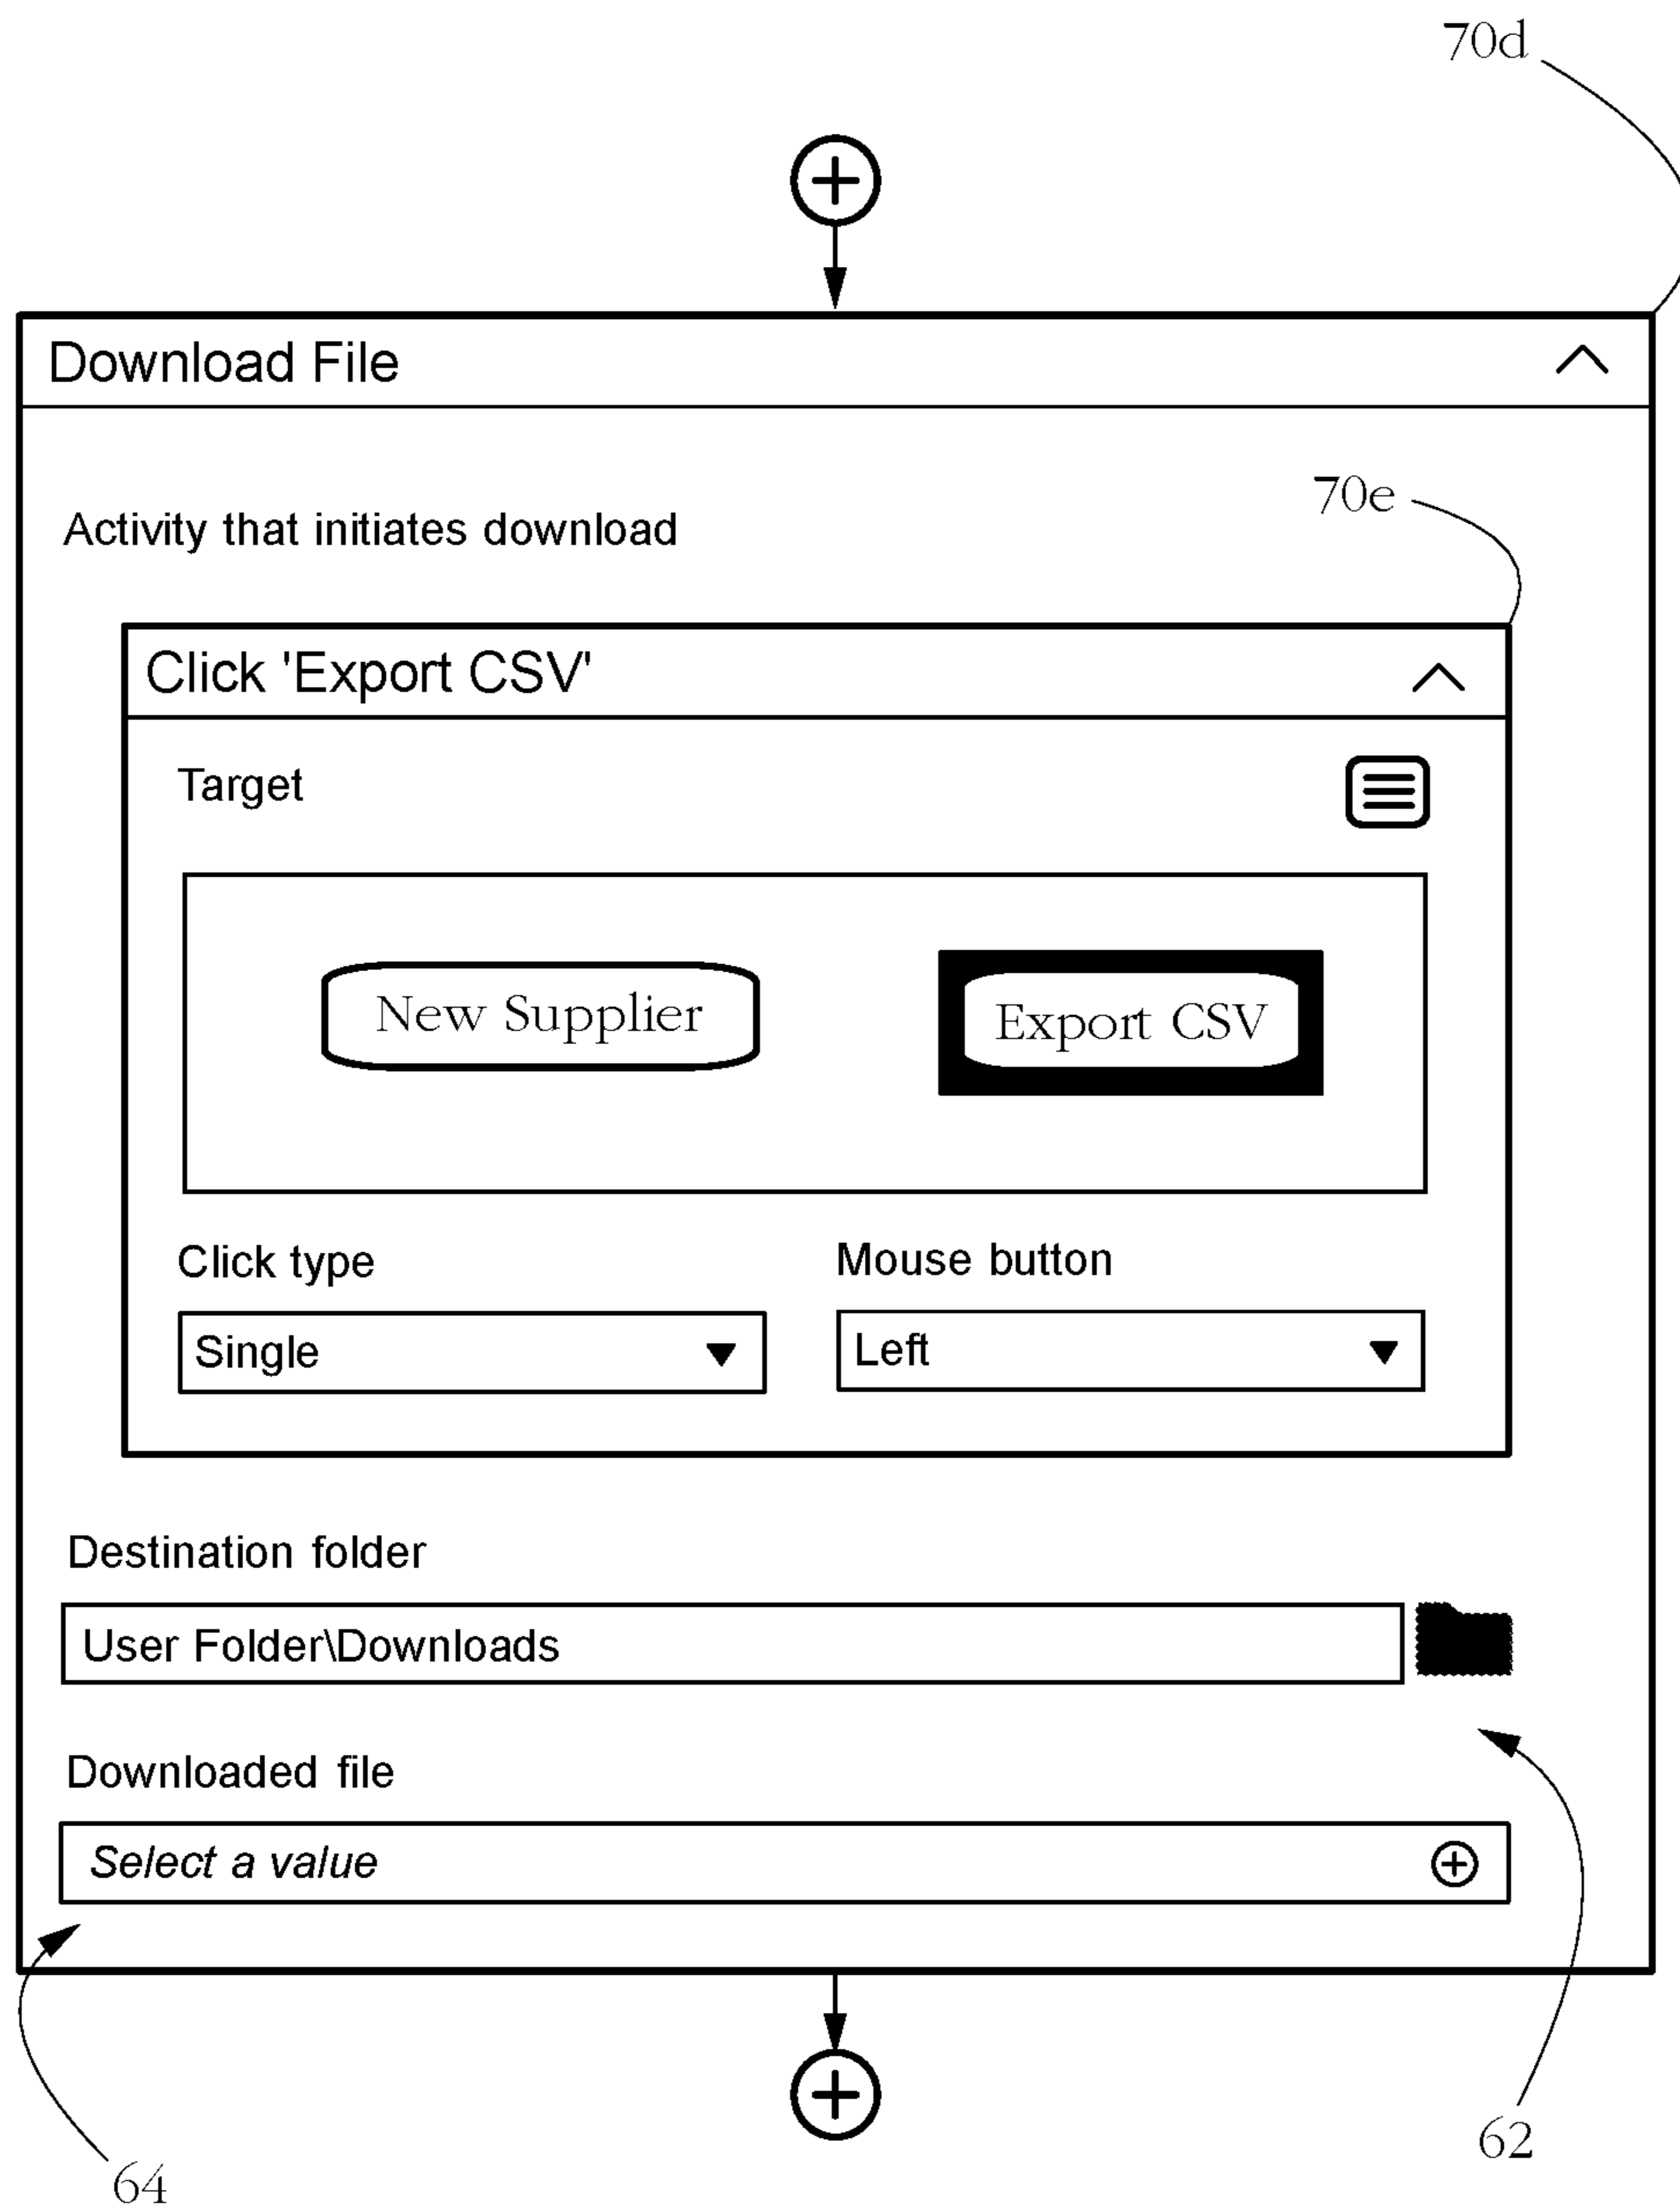 70d
Download File
70e
Activity that initiates download
Click 'Export CSV'
Target
New Supplier
Export CSV
Click type
Mouse button
Single
Left
Destination folder
User Folder\Downloads
Downloaded file
Select a value
62
64